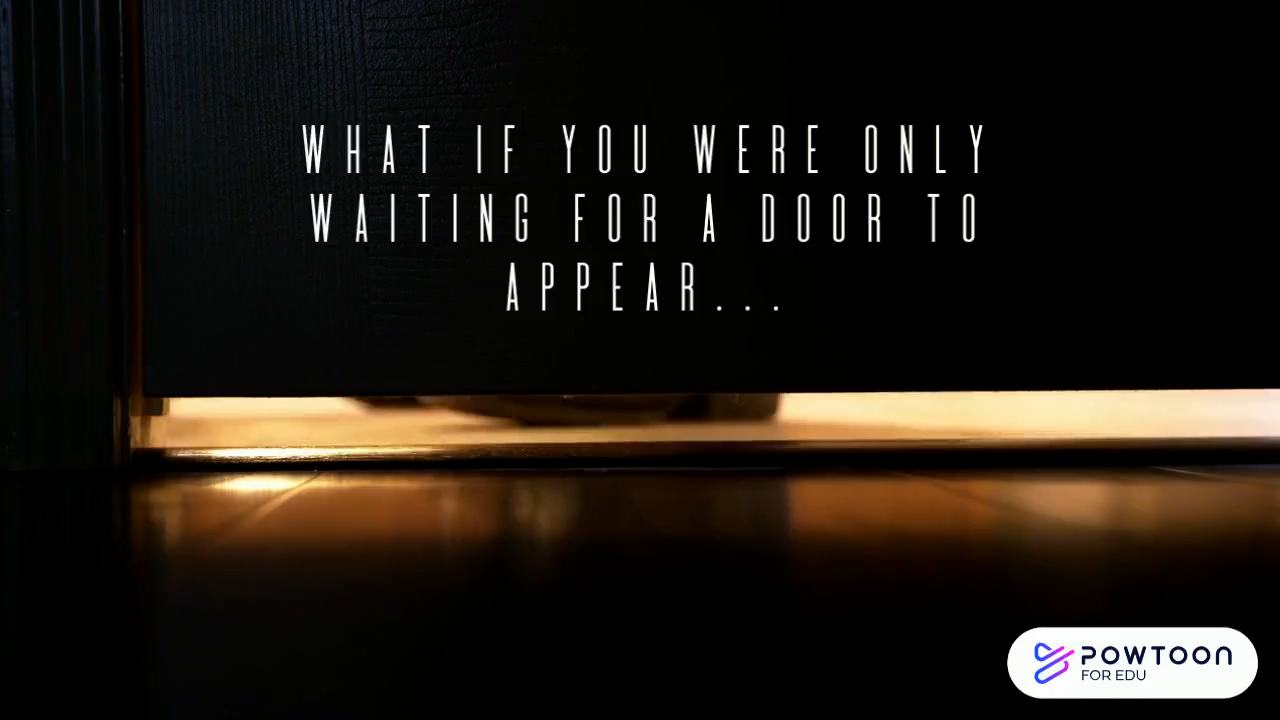 WHAT IF YOU WERE ONLY
WAITING FOR A DOOR TO
APPEAR...
POWTOON
FOR EDU